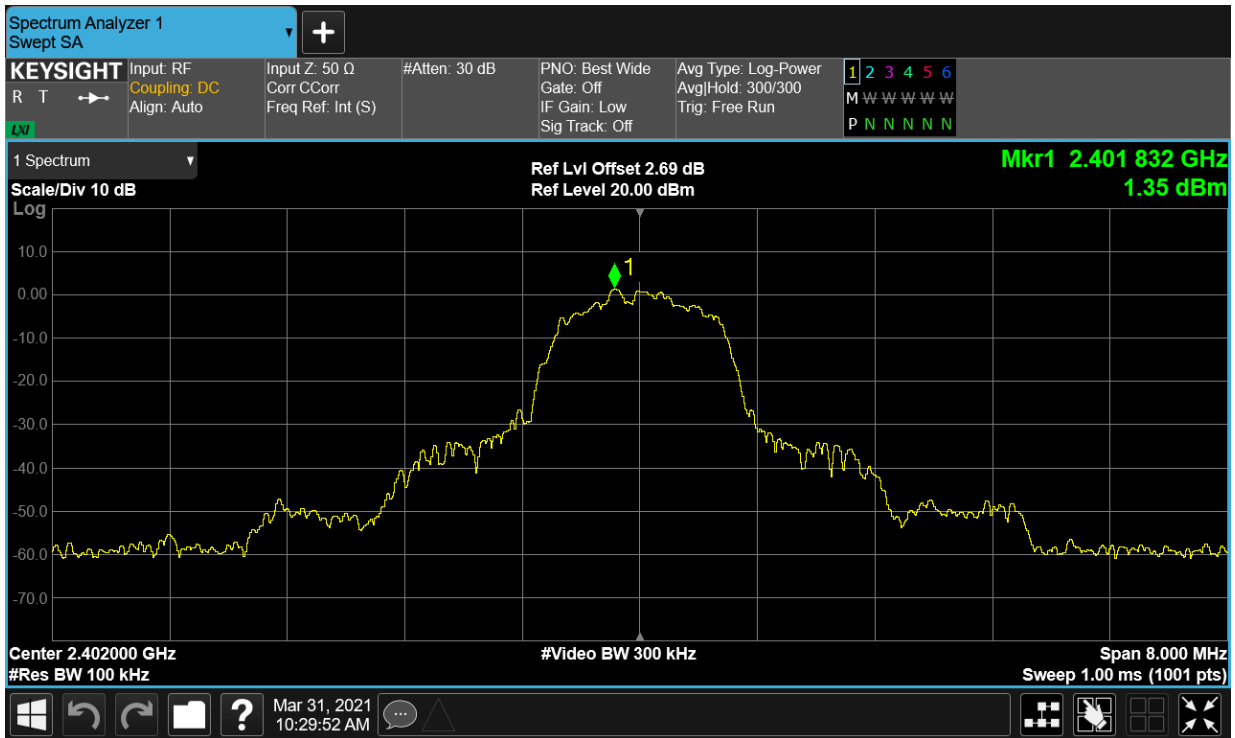 Spectrum Analyzer 1
Swept SA
KEYSIGHT
R T
LXI
Input: RF
Coupling: DC
Align: Auto
Input Z: 50 Ω
Corr CCorr
Freq Ref: Int (S)
#Atten: 30 dB
PNO: Best Wide
Gate: Off
IF Gain: Low
Sig Track: Off
Avg Type: Log-Power
Avg|Hold: 300/300
Trig: Free Run
1 2 3 4 5 6
M W W W W W
P N N N N N
1 Spectrum
Scale/Div 10 dB
Log
Ref Lvl Offset 2.69 dB
Ref Level 20.00 dBm
Mkr1 2.401 832 GHz
1.35 dBm
1
10.0
0.00
-10.0
-20.0
-30.0
-40.0
-50.0
-60.0
-70.0
Center 2.402000 GHz
#Res BW 100 kHz
#Video BW 300 kHz
Span 8.000 MHz
Sweep 1.00 ms (1001 pts)
?
Mar 31, 2021
10:29:52 AM